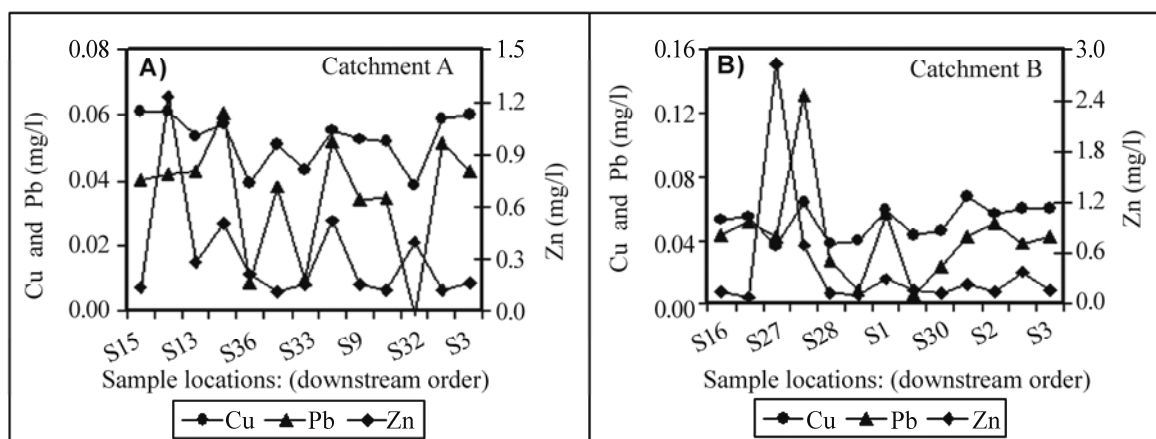 A)
Catchment A
Cu and Pb (mg/l)
0.08
0.06
0.04
0.02
0.00
Zn (mg/l)
1.5
1.2
0.9
0.6
0.3
0.0
S15 S13 S36 S33 S9 S32 S3
Sample locations: (downstream order)
Cu Pb Zn
B)
Catchment B
Cu and Pb (mg/l)
0.16
0.12
0.08
0.04
0.00
Zn (mg/l)
3.0
2.4
1.8
1.2
0.6
0.0
S16 S27 S28 S1 S30 S2 S3
Sample locations: (downstream order)
Cu Pb Zn